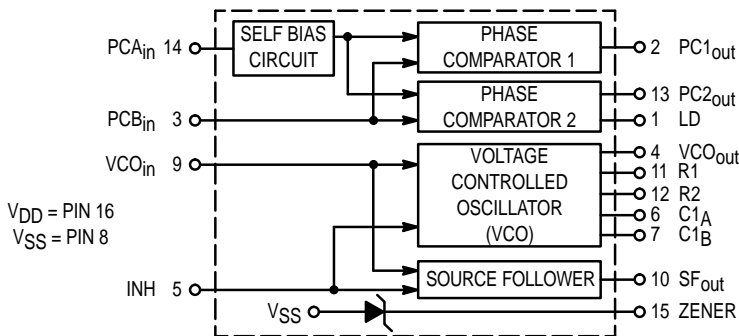 PCAin 14
SELF BIAS
CIRCUIT
PHASE
COMPARATOR 1
2 PC1out
PCBin 3
PHASE
COMPARATOR 2
13 PC2out
1 LD
VCOin 9
VOLTAGE
CONTROLLED
OSCILLATOR
(VCO)
4 VCOout
11 R1
12 R2
6 C1A
7 C1B
VDD = PIN 16
VSS = PIN 8
INH 5
SOURCE FOLLOWER
10 SFout
VSS
15 ZENER